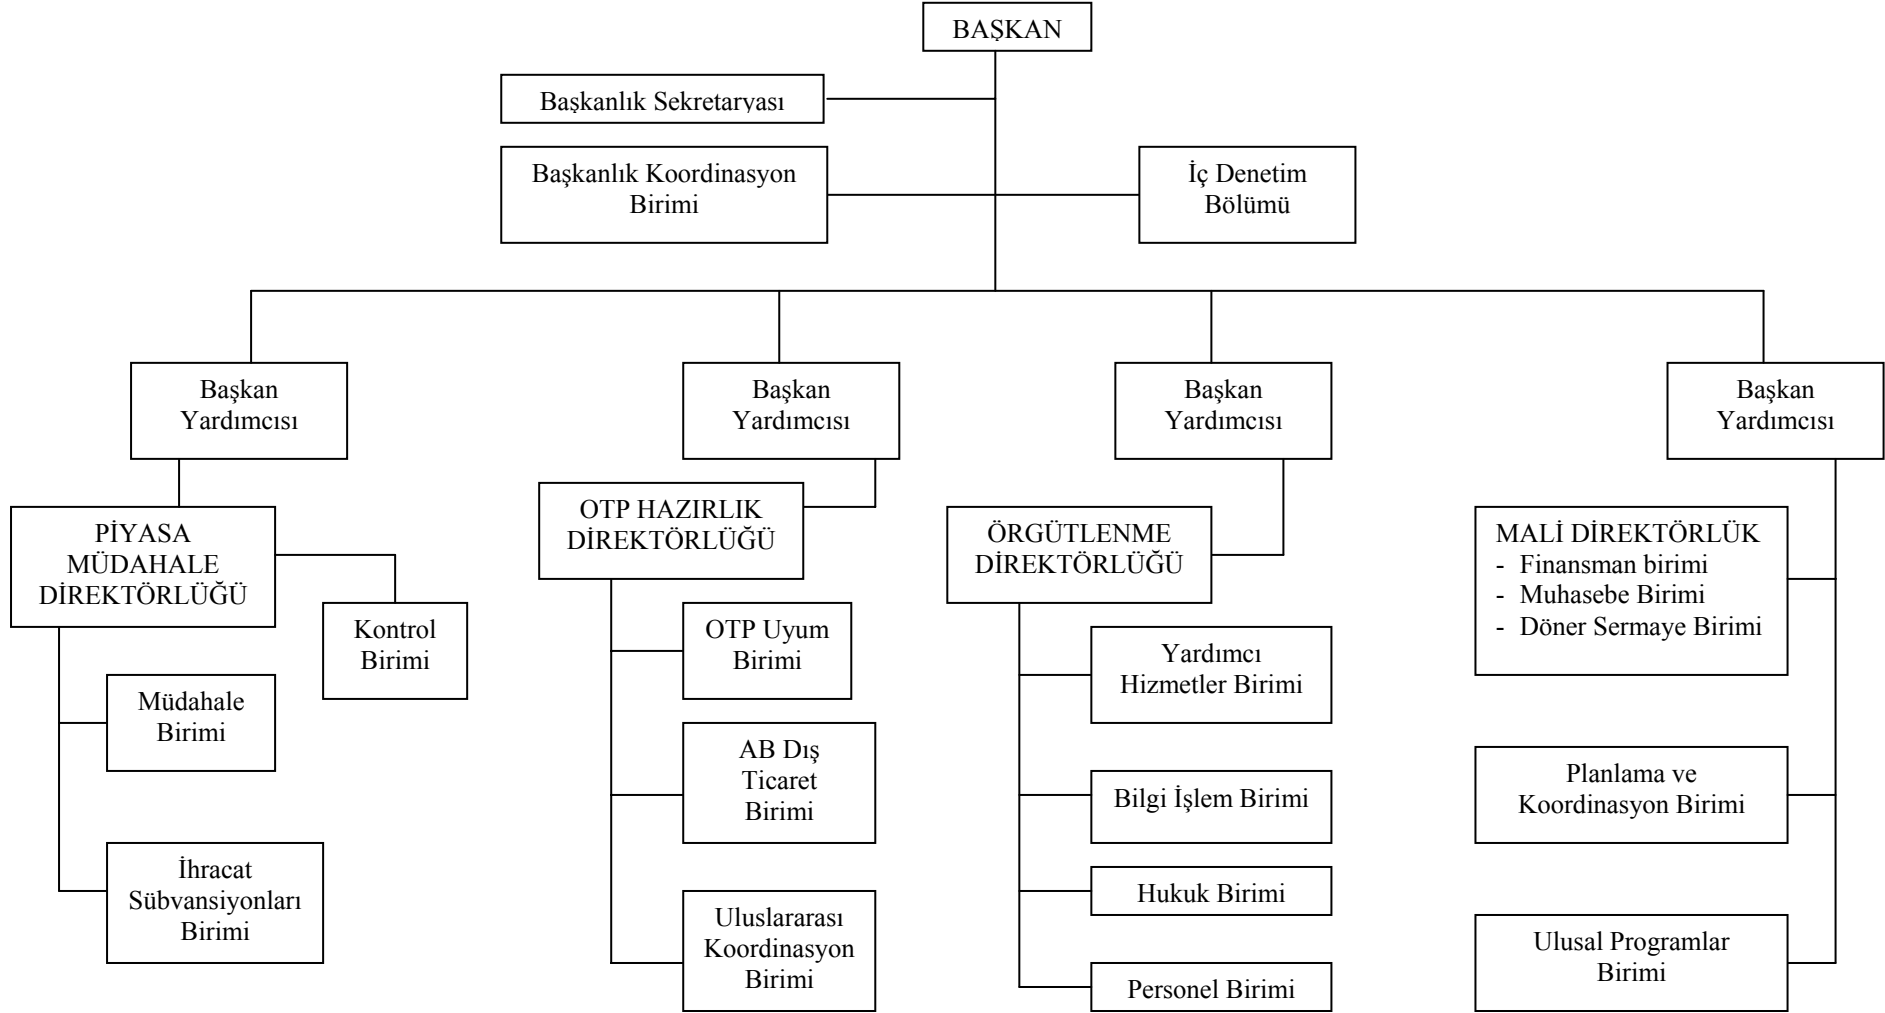 BAŞKAN
Başkanlık Sekretaryası
Başkanlık Koordinasyon
Birimi
İç Denetim
Bölümü
Başkan
Yardımcısı
Başkan
Yardımcısı
Başkan
Yardımcısı
Başkan
Yardımcısı
PİYASA
MÜDAHALE
DİREKTÖRLÜĞÜ
Kontrol
Birimi
Müdahale
Birimi
İhracat
Sübvansiyonları
Birimi
OTP HAZIRLIK
DİREKTÖRLÜĞÜ
OTP Uyum
Birimi
AB Dış
Ticaret
Birimi
Uluslararası
Koordinasyon
Birimi
ÖRGÜTLENME
DİREKTÖRLÜĞÜ
Yardımcı
Hizmetler Birimi
Bilgi İşlem Birimi
Hukuk Birimi
Personel Birimi
MALİ DİREKTÖRLÜK
- Finansman birimi
- Muhasebe Birimi
- Döner Sermaye Birimi
Planlama ve
Koordinasyon Birimi
Ulusal Programlar
Birimi